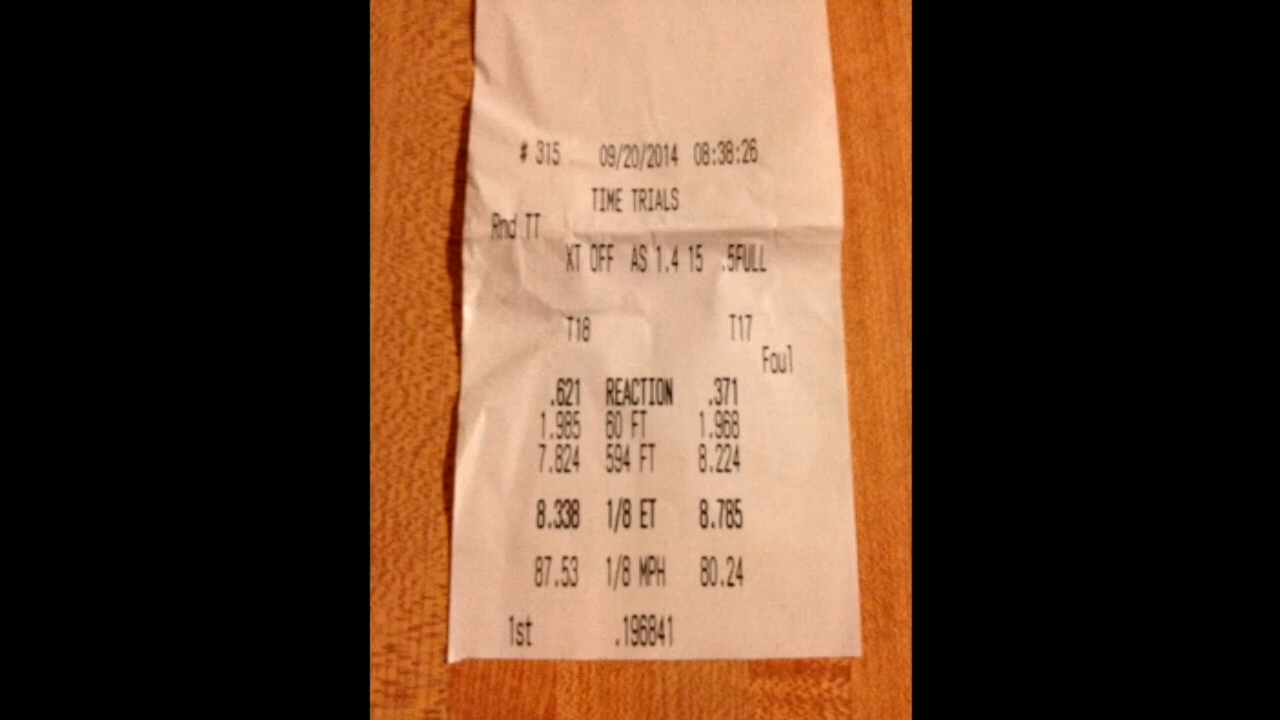 # 315 09/20/2014 08:38:26
TIME TRIALS
Rnd TT
XT OFF AS 1.4 15 .5FULL
T18 T17
Foul
.621 REACTION .371
1.985 60 FT 1.968
7.824 594 FT 8.224
8.338 1/8 ET 8.785
87.53 1/8 MPH 80.24
1st .196841